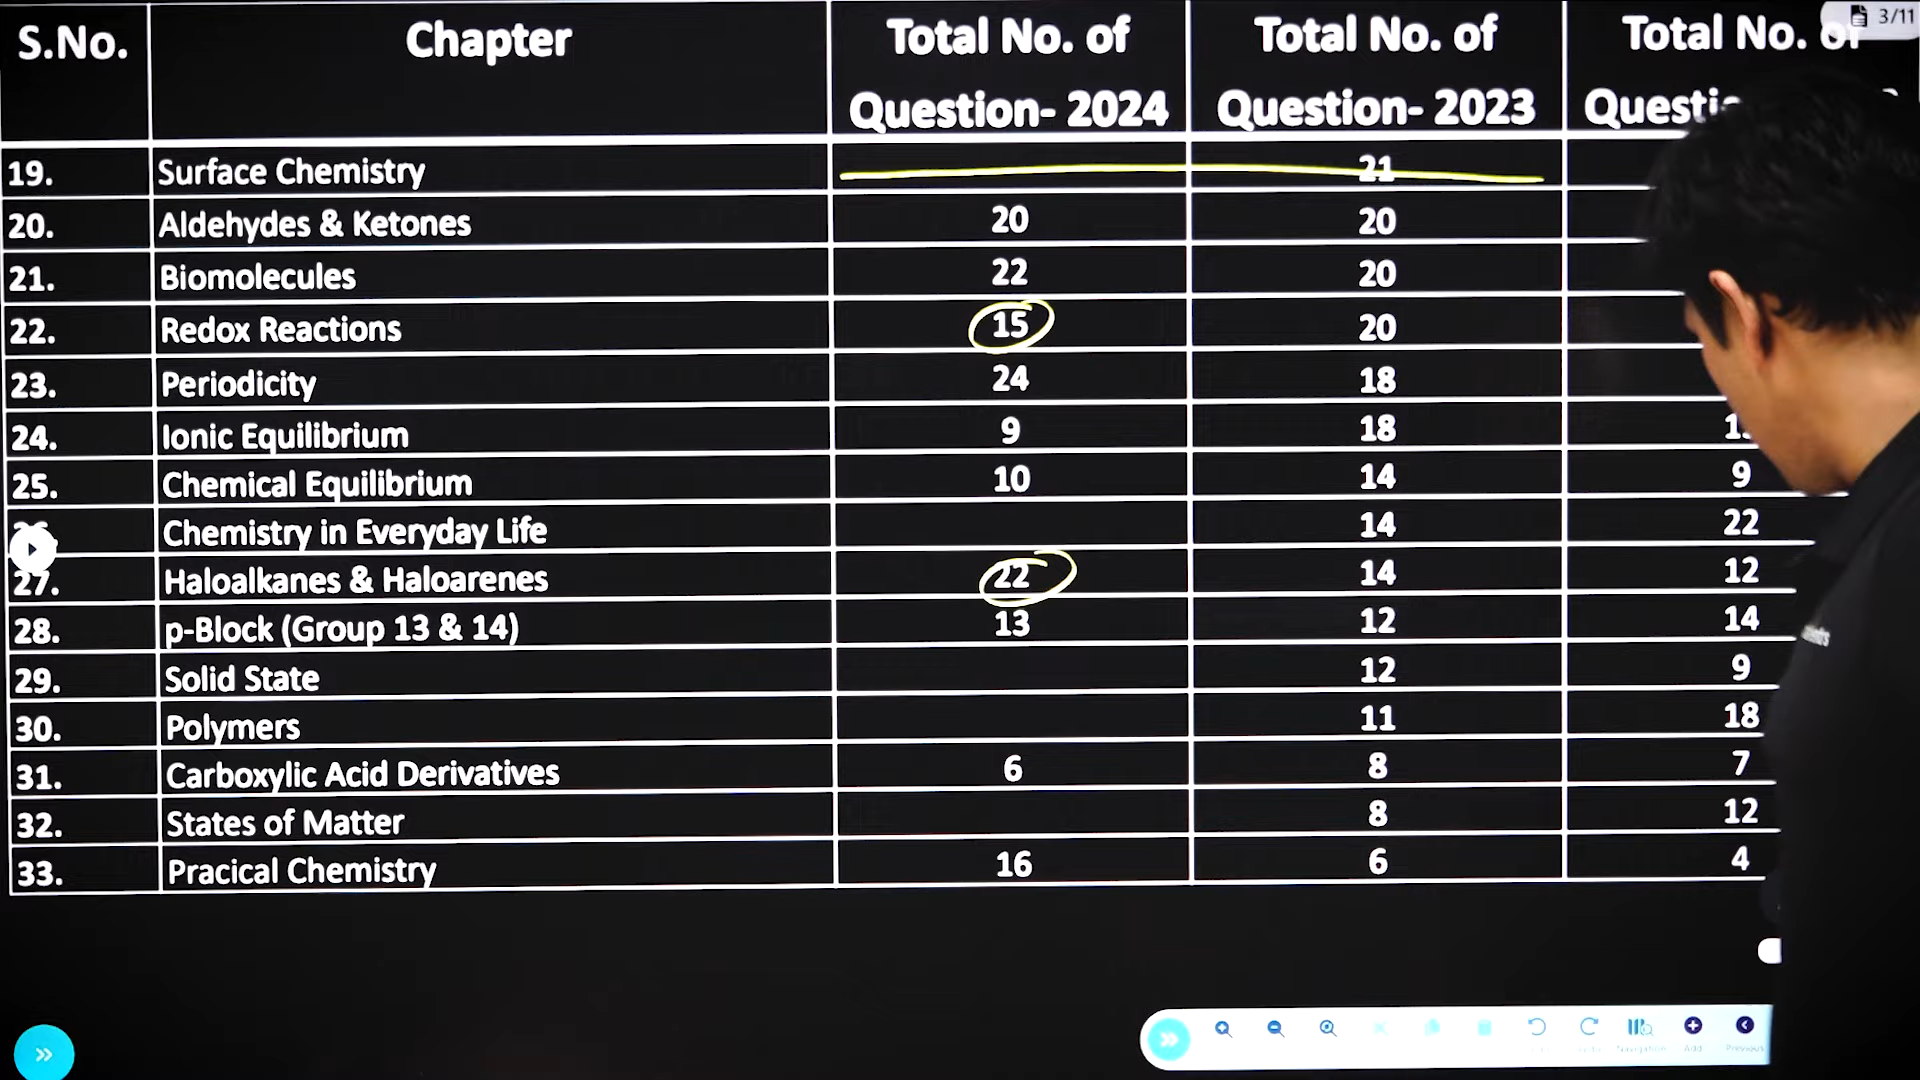 S.No. Chapter Total No. of Question- 2024 Total No. of Question- 2023 Total No. of
19. Surface Chemistry 21
20. Aldehydes & Ketones 20 20
21. Biomolecules 22 20
22. Redox Reactions 15 20
23. Periodicity 24 18
24. Ionic Equilibrium 9 18
25. Chemical Equilibrium 10 14 9
Chemistry in Everyday Life 14 22
27. Haloalkanes & Haloarenes 22 14 12
28. p-Block (Group 13 & 14) 13 12 14
29. Solid State 12 9
30. Polymers 11 18
31. Carboxylic Acid Derivatives 6 8 7
32. States of Matter 8 12
33. Pracical Chemistry 16 6 4
3/11
Navigation Add Previous